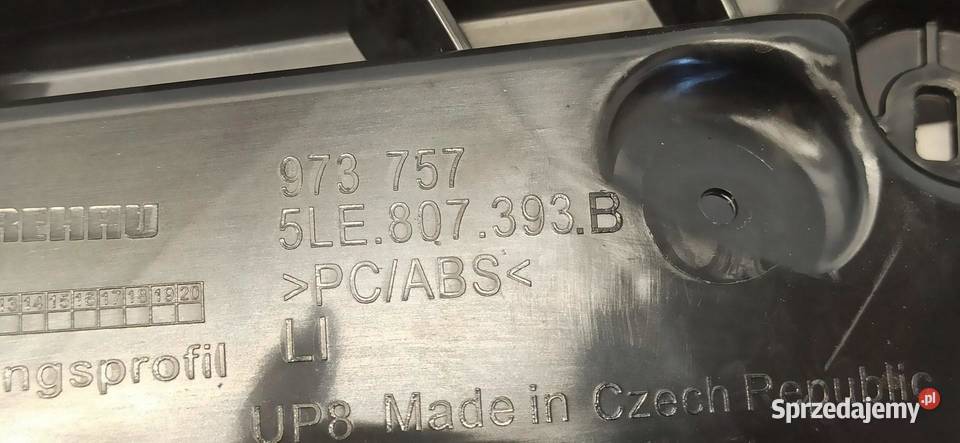 973 757
REHAU 5LE.807.393.B
>PC/ABS<
13 14 15 16 17 18 19 20
LI
ngsprofil
UP8 Made in Czech Republic
Sprzedajemy.pl